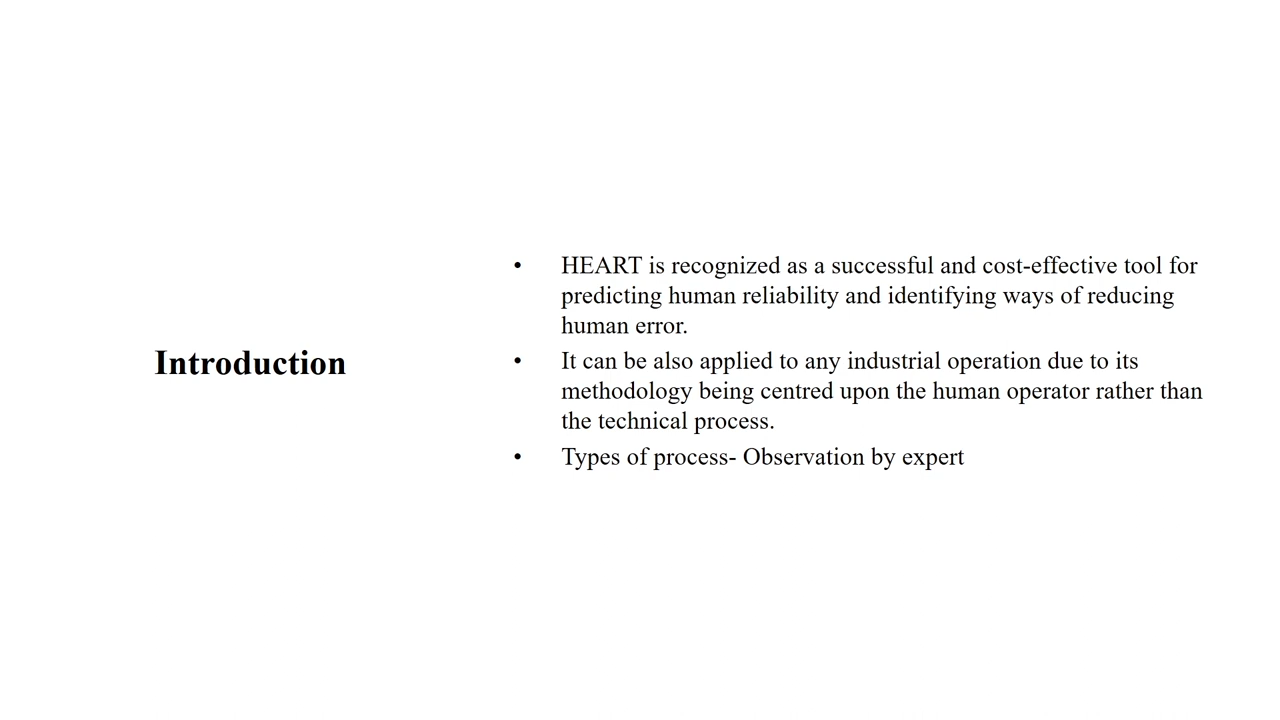 Introduction
• HEART is recognized as a successful and cost-effective tool for
predicting human reliability and identifying ways of reducing
human error.
• It can be also applied to any industrial operation due to its
methodology being centred upon the human operator rather than
the technical process.
• Types of process- Observation by expert